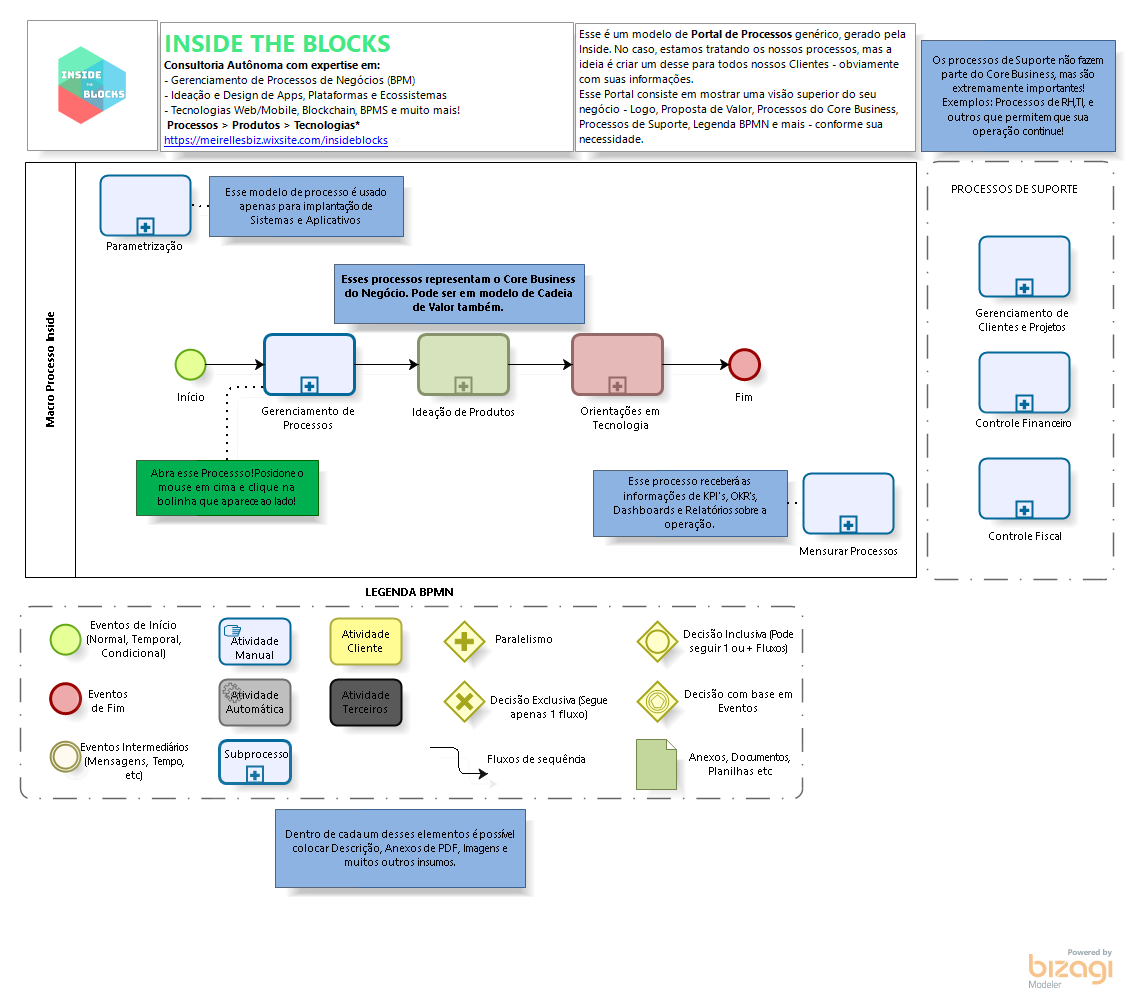 INSIDE
THE
BLOCKS
INSIDE THE BLOCKS
Consultoria Autônoma com expertise em:
- Gerenciamento de Processos de Negócios (BPM)
- Ideação e Design de Apps, Plataformas e Ecossistemas
- Tecnologias Web/Mobile, Blockchain, BPMS e muito mais!
Processos > Produtos > Tecnologias*
https://meirellesbiz.wixsite.com/insideblocks
Esse é um modelo de Portal de Processos genérico, gerado pela
Inside. No caso, estamos tratando os nossos processos, mas a
ideia é criar um desse para todos nossos Clientes - obviamente
com suas informações.
Esse Portal consiste em mostrar uma visão superior do seu
negócio - Logo, Proposta de Valor, Processos do Core Business,
Processos de Suporte, Legenda BPMN e mais - conforme sua
necessidade.
Os processos de Suporte não fazem
parte do Core Business, mas são
extremamente importantes!
Exemplos: Processos de RH,TI, e
outros que permitem que sua
operação continue!
Macro Processo Inside
Parametrização
Esse modelo de processo é usado
apenas para implantação de
Sistemas e Aplicativos
Esses processos representam o Core Business
do Negócio. Pode ser em modelo de Cadeia
de Valor também.
Início
Gerenciamento de
Processos
Ideação de Produtos
Orientações em
Tecnologia
Fim
Abra esse Processso! Posicione o
mouse em cima e clique na
bolinha que aparece ao lado!
Esse processo receberá as
informações de KPI's, OKR's,
Dashboards e Relatórios sobre a
operação.
Mensurar Processos
PROCESSOS DE SUPORTE
Gerenciamento de
Clientes e Projetos
Controle Financeiro
Controle Fiscal
LEGENDA BPMN
Eventos de Início
(Normal, Temporal,
Condicional)
Atividade
Manual
Atividade
Cliente
Paralelismo
Decisão Inclusiva (Pode
seguir 1 ou + Fluxos)
Eventos
de Fim
Atividade
Automática
Atividade
Terceiros
Decisão Exclusiva (Segue
apenas 1 fluxo)
Decisão com base em
Eventos
Eventos Intermediários
(Mensagens, Tempo,
etc)
Subprocesso
Fluxos de sequência
Anexos, Documentos,
Planilhas etc
Dentro de cada um desses elementos é possível
colocar Descrição, Anexos de PDF, Imagens e
muitos outros insumos.
Powered by
bizagi
Modeler